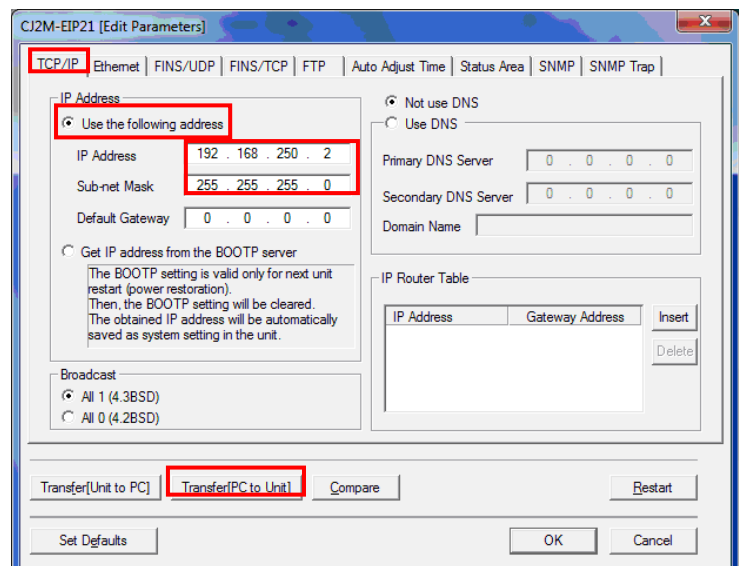 CJ2M-EIP21 [Edit Parameters]
TCP/IP Ethernet FINS/UDP FINS/TCP FTP Auto Adjust Time Status Area SNMP SNMP Trap
IP Address
Use the following address
IP Address 192 . 168 . 250 . 2
Sub-net Mask 255 . 255 . 255 . 0
Default Gateway 0 . 0 . 0 . 0
Get IP address from the BOOTP server
The BOOTP setting is valid only for next unit
restart (power restoration).
Then, the BOOTP setting will be cleared.
The obtained IP address will be automatically
saved as system setting in the unit.
Broadcast
All 1 (4.3BSD)
All 0 (4.2BSD)
Not use DNS
Use DNS
Primary DNS Server 0 . 0 . 0 . 0
Secondary DNS Server 0 . 0 . 0 . 0
Domain Name
IP Router Table
IP Address Gateway Address
Insert
Delete
Transfer[Unit to PC] Transfer[PC to Unit] Compare Restart
Set Defaults OK Cancel